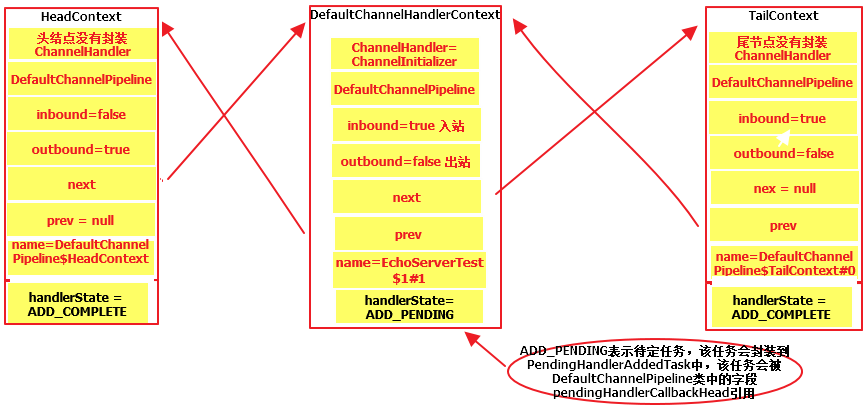 HeadContext
头结点没有封装
ChannelHandler
DefaultChannelPipeline
inbound=false
outbound=true
next
prev = null
name=DefaultChannel
Pipeline$HeadContext
handlerState =
ADD_COMPLETE
DefaultChannelHandlerContext
ChannelHandler=
ChannelInitializer
DefaultChannelPipeline
inbound=true 入站
outbound=false 出站
next
prev
name=EchoServerTest
$1#1
handlerState=
ADD_PENDING
TailContext
尾节点没有封装
ChannelHandler
DefaultChannelPipeline
inbound=true
outbound=false
nex = null
prev
name=DefaultChannel
Pipeline$TailContext#0
handlerState =
ADD_COMPLETE
ADD_PENDING表示待定任务，该任务会封装到
PendingHandlerAddedTask中，该任务会被
DefaultChannelPipeline类中的字段
pendingHandlerCallbackHead引用